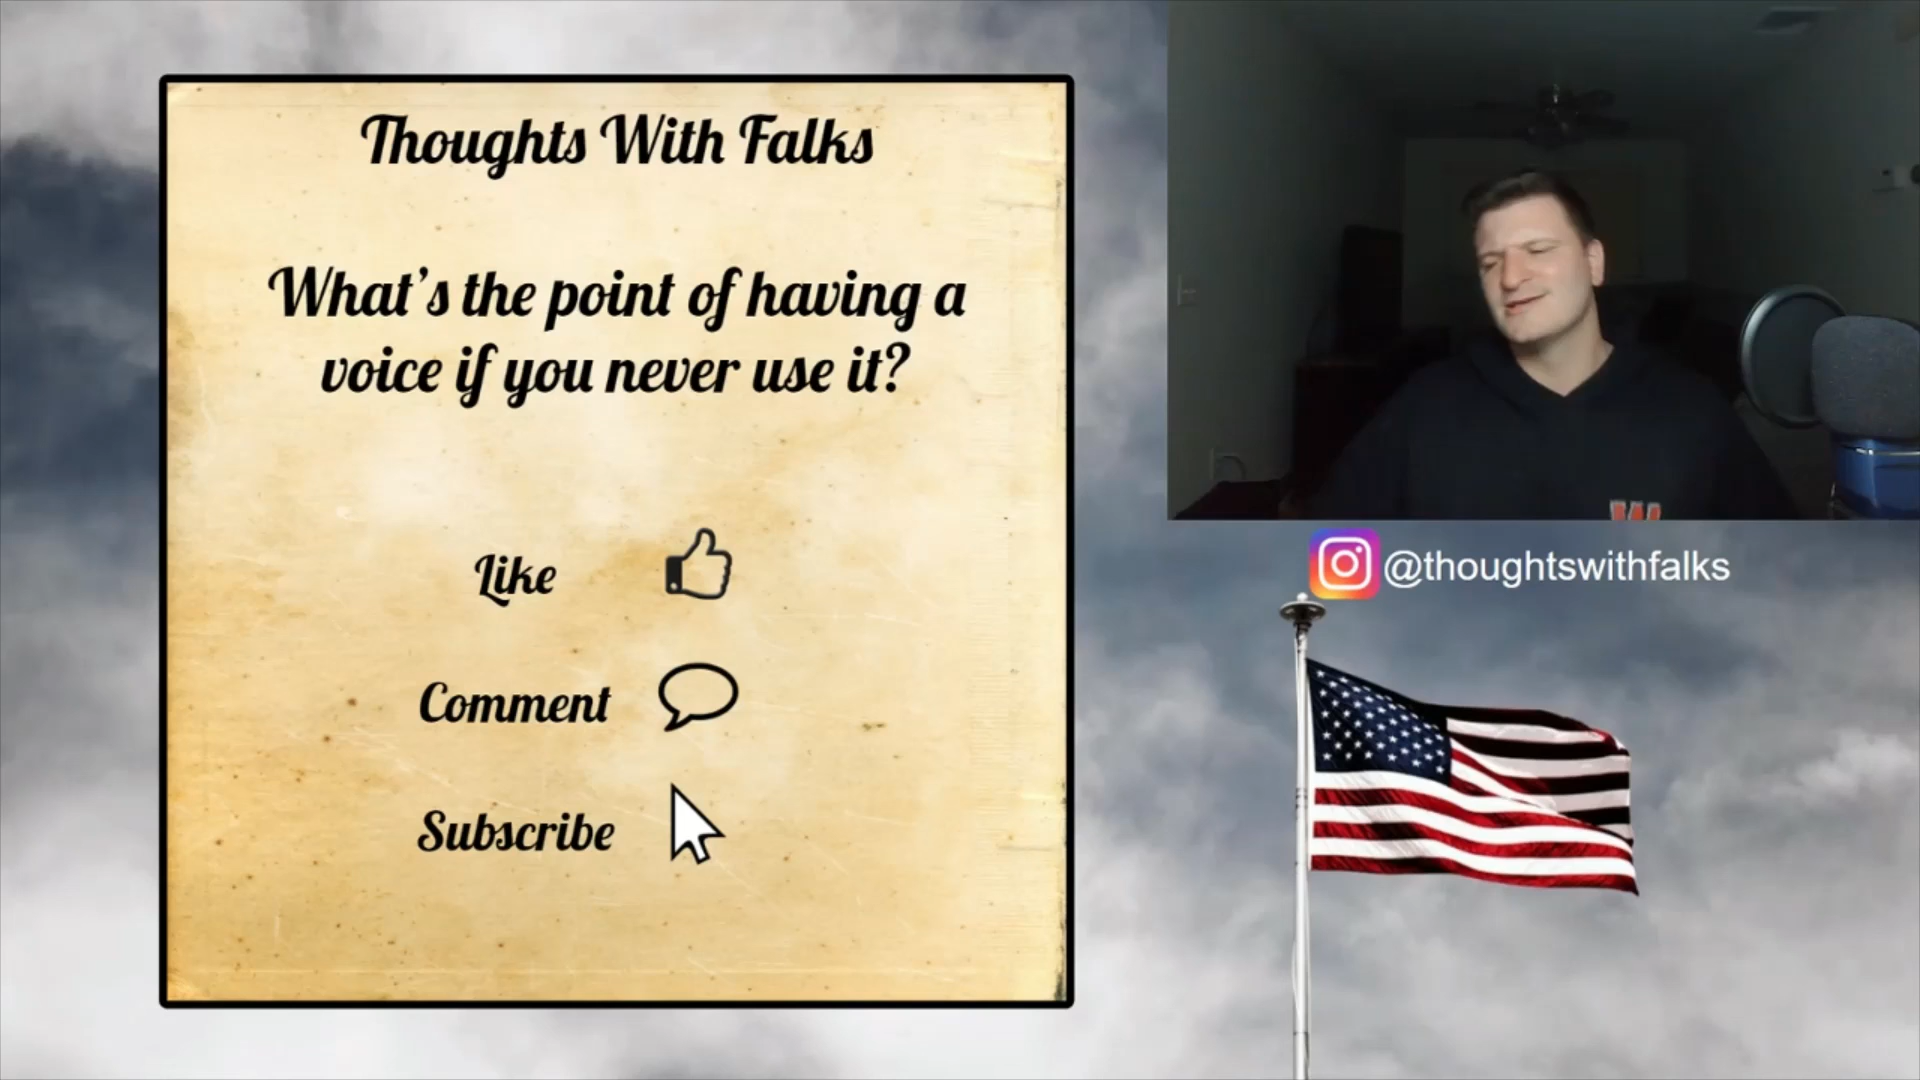 Thoughts With Falks
What's the point of having a
voice if you never use it?
Like
Comment
Subscribe
W
@thoughtswithfalks